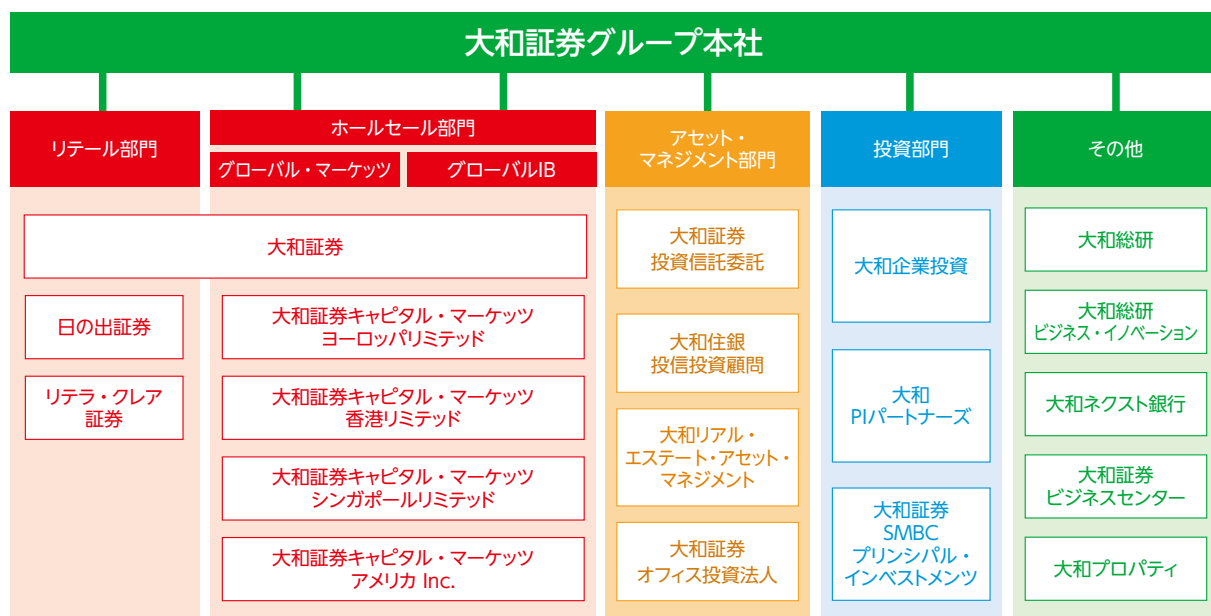 大和証券グループ本社
リテール部門
ホールセール部門
グローバル・マーケッツ
グローバルIB
アセット・
マネジメント部門
投資部門
その他
大和証券
日の出証券
リテラ・クレア
証券
大和証券キャピタル・マーケッツ
ヨーロッパリミテッド
大和証券キャピタル・マーケッツ
香港リミテッド
大和証券キャピタル・マーケッツ
シンガポールリミテッド
大和証券キャピタル・マーケッツ
アメリカ Inc.
大和証券
投資信託委託
大和住銀
投信投資顧問
大和リアル・
エステート・アセット・
マネジメント
大和証券
オフィス投資法人
大和企業投資
大和
PIパートナーズ
大和証券
SMBC
プリンシパル・
インベストメンツ
大和総研
大和総研
ビジネス・イノベーション
大和ネクスト銀行
大和証券
ビジネスセンター
大和プロパティ